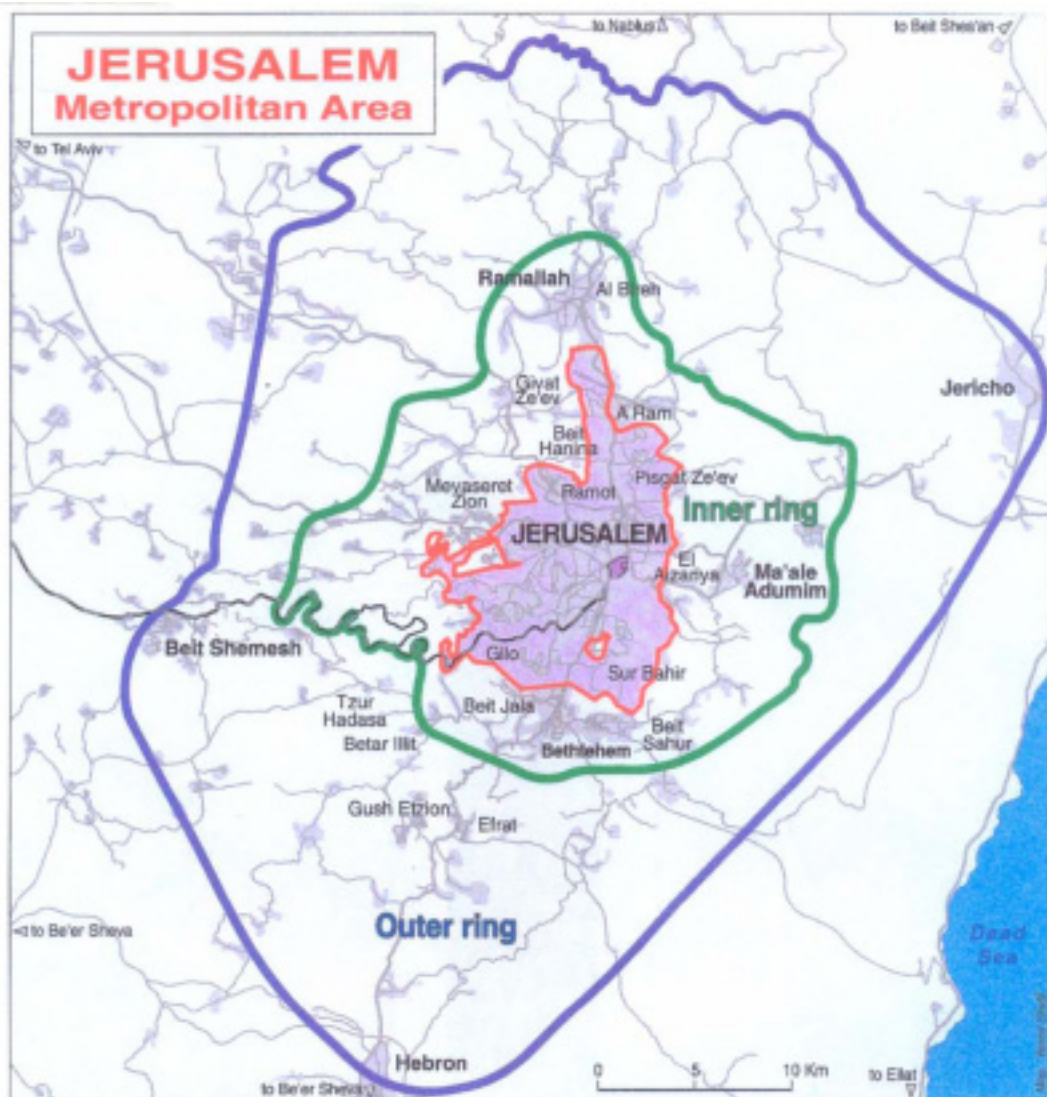 to Nablus
to Beit Shea'an
JERUSALEM
Metropolitan Area
to Tel Aviv
Ramallah
Al Bireh
Jericho
Givat
Ze'ev
A Ram
Beit
Hanina
Pisgat Ze'ev
Mevaseret
Zion
Ramot
Inner ring
JERUSALEM
El
Aizariya
Ma'ale
Adumim
Beit Shemesh
Gilo
Sur Bahir
Tzur
Hadasa
Beit Jala
Betar Illit
Bethlehem
Beit
Sahur
Gush Etzion
Efrat
Outer ring
to Be'er Sheva
Dead
Sea
Hebron
0 5 10 Km
to Be'er Sheva
to Eilat